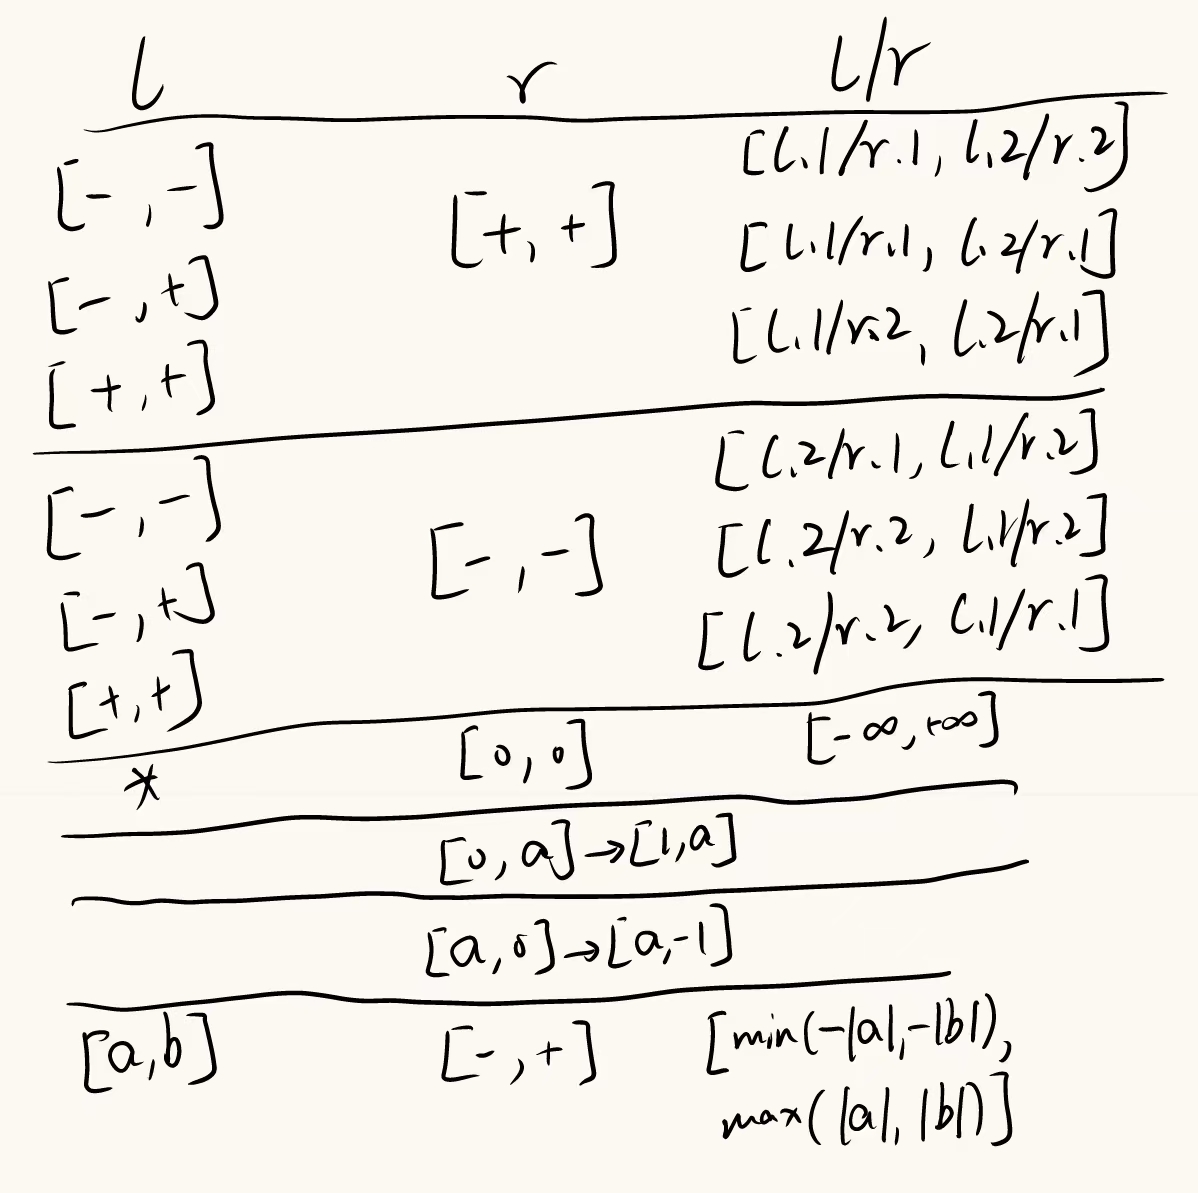 l r l/r
[-, -] [+, +] [l.1/r.1, l.2/r.2]
[-, +] [l.1/r.1, l.2/r.1]
[+, +] [l.1/r.2, l.2/r.1]
[-, -] [-, -] [l.2/r.1, l.1/r.2]
[-, +] [l.2/r.2, l.1/r.2]
[+, +] [l.2/r.2, l.1/r.1]
* [0, 0] [-∞, +∞]
[0, a]→[1, a]
[a, 0]→[a, -1]
[a, b] [-, +] [min(-|a|, -|b|),
max(|a|, |b|)]